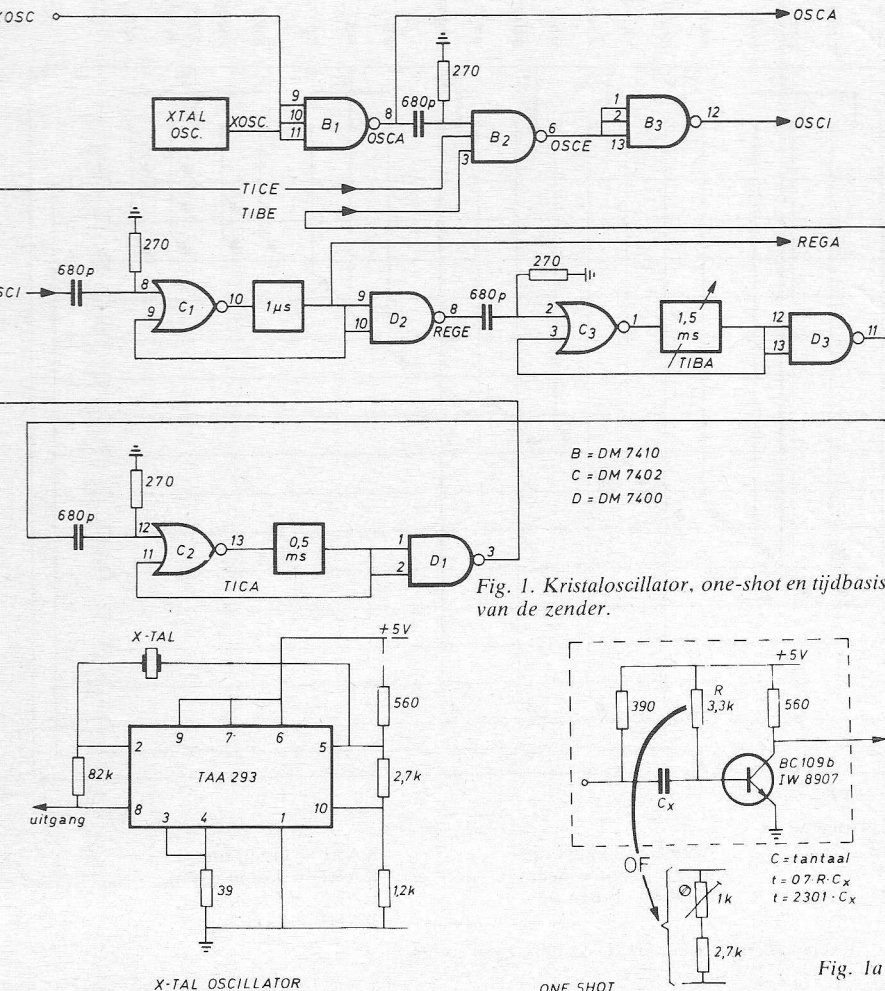 XOSC
OSCA
270
680p
9
10
11
B1
8
OSCA
XTAL
OSC.
XOSC.
3
B2
6
OSCE
1
2
13
B3
12
OSCI
TICE
TIBE
REGA
270
680p
SCI
8
9
C1
10
1µs
9
10
D2
8
REGE
270
680p
2
3
C3
1
1,5
ms
TIBA
12
13
D3
11
270
680p
12
11
C2
13
0,5
ms
TICA
1
2
D1
3
B = DM 7410
C = DM 7402
D = DM 7400
Fig. 1. Kristaloscillator, one-shot en tijdbasis
van de zender.
X-TAL
+5V
560
2
9
7
6
5
TAA 293
82k
2,7k
8
3
4
1
10
uitgang
39
1,2k
X-TAL OSCILLATOR
+5V
390
R
3,3k
560
Cx
BC109b
IW 8907
OF
C = tantaal
t = 07·R·Cx
t = 2301·Cx
1k
2,7k
Fig. 1a
ONE SHOT